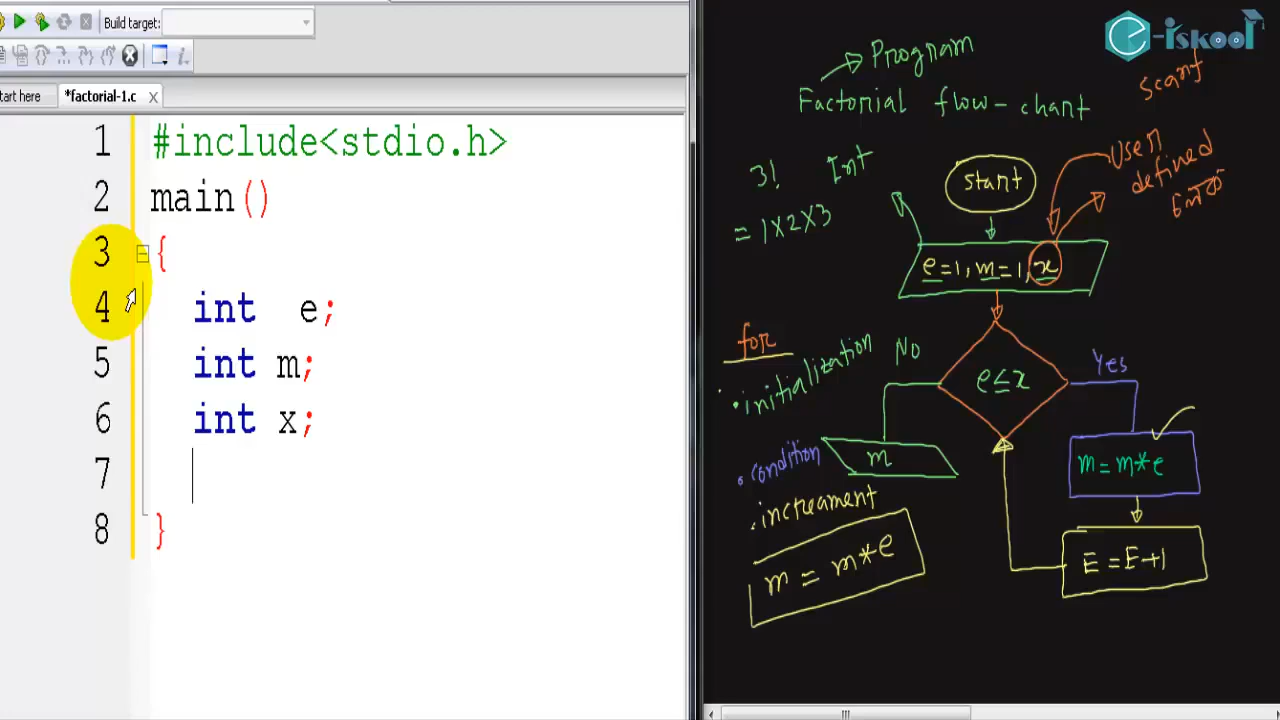 Build target:
tart here
*factorial-1.c
1 #include<stdio.h>
2 main()
3 {
4 int e;
5 int m;
6 int x;
7
8 }
e-iskool
Program
Factorial flow-chart
scanf
3! Int
= 1x2x3
start
User
defined
e=1, m=1, x
for
initialization
No
e≤x
Yes
condition
m
m=m*e
increament
m = m*e
E=E+1